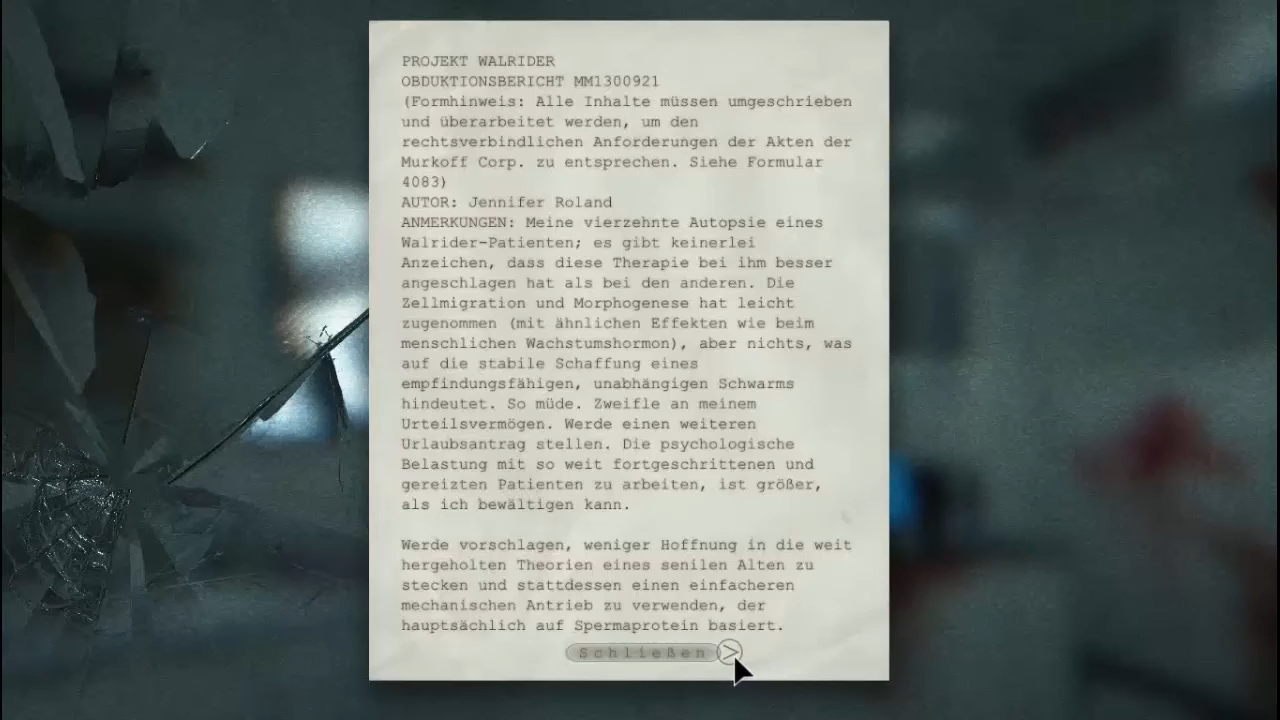 PROJEKT WALRIDER
OBDUKTIONSBERICHT MM1300921
(Formhinweis: Alle Inhalte müssen umgeschrieben
und überarbeitet werden, um den
rechtsverbindlichen Anforderungen der Akten der
Murkoff Corp. zu entsprechen. Siehe Formular
4083)
AUTOR: Jennifer Roland
ANMERKUNGEN: Meine vierzehnte Autopsie eines
Walrider-Patienten; es gibt keinerlei
Anzeichen, dass diese Therapie bei ihm besser
angeschlagen hat als bei den anderen. Die
Zellmigration und Morphogenese hat leicht
zugenommen (mit ähnlichen Effekten wie beim
menschlichen Wachstumshormon), aber nichts, was
auf die stabile Schaffung eines
empfindungsfähigen, unabhängigen Schwarms
hindeutet. So müde. Zweifle an meinem
Urteilsvermögen. Werde einen weiteren
Urlaubsantrag stellen. Die psychologische
Belastung mit so weit fortgeschrittenen und
gereizten Patienten zu arbeiten, ist größer,
als ich bewältigen kann.
Werde vorschlagen, weniger Hoffnung in die weit
hergeholten Theorien eines senilen Alten zu
stecken und stattdessen einen einfacheren
mechanischen Antrieb zu verwenden, der
hauptsächlich auf Spermaprotein basiert.
Schließen >